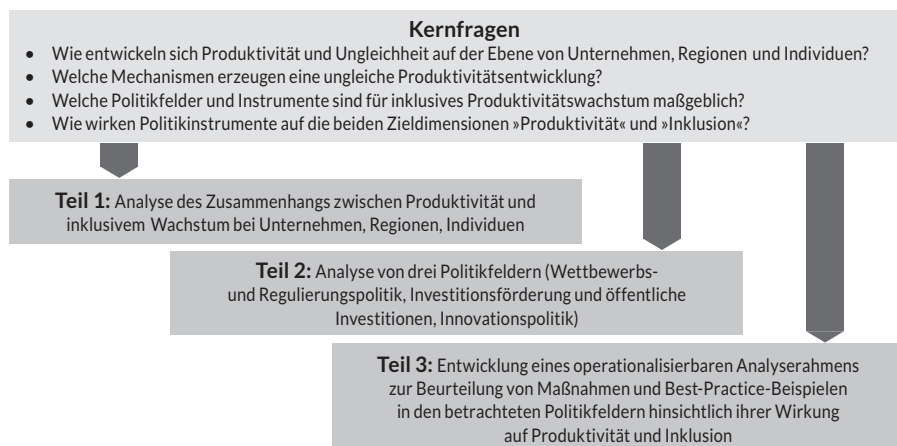 Kernfragen
• Wie entwickeln sich Produktivität und Ungleichheit auf der Ebene von Unternehmen, Regionen und Individuen?
• Welche Mechanismen erzeugen eine ungleiche Produktivitätsentwicklung?
• Welche Politikfelder und Instrumente sind für inklusives Produktivitätswachstum maßgeblich?
• Wie wirken Politikinstrumente auf die beiden Zieldimensionen »Produktivität« und »Inklusion«?
Teil 1: Analyse des Zusammenhangs zwischen Produktivität und
inklusivem Wachstum bei Unternehmen, Regionen, Individuen
Teil 2: Analyse von drei Politikfeldern (Wettbewerbs-
und Regulierungspolitik, Investitionsförderung und öffentliche
Investitionen, Innovationspolitik)
Teil 3: Entwicklung eines operationalisierbaren Analyserahmens
zur Beurteilung von Maßnahmen und Best-Practice-Beispielen
in den betrachteten Politikfeldern hinsichtlich ihrer Wirkung
auf Produktivität und Inklusion